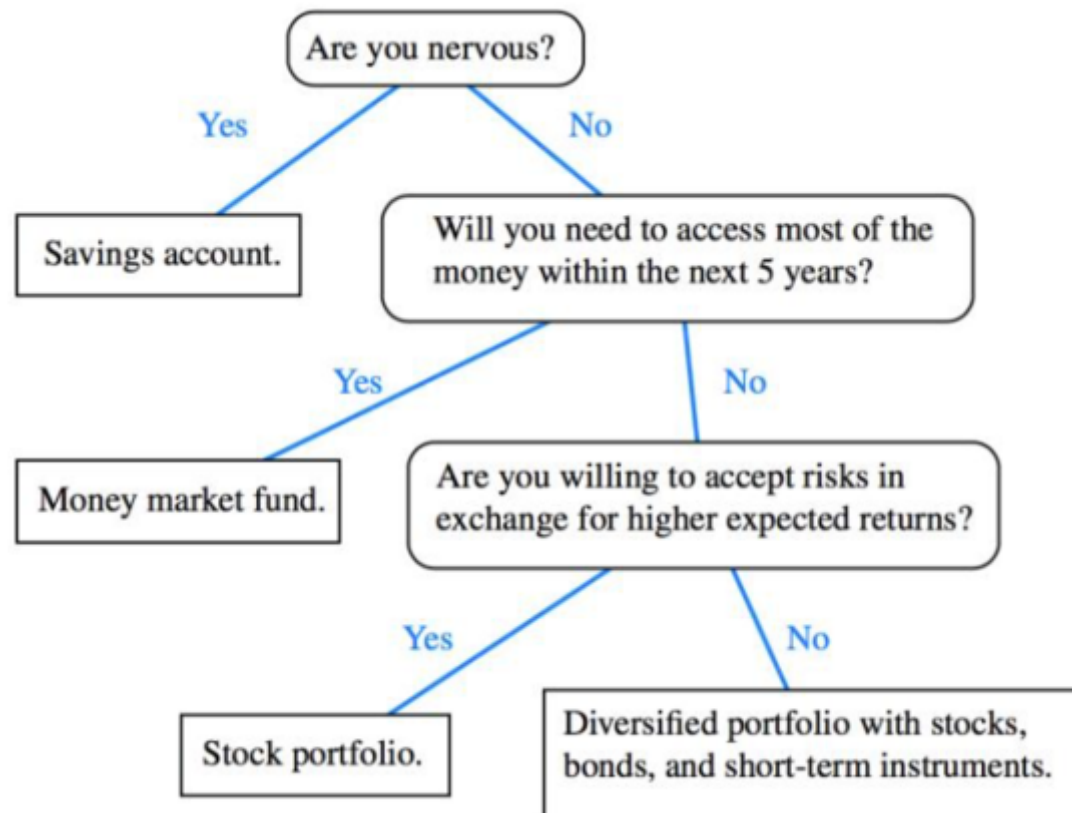 Are you nervous?
Yes
No
Savings account.
Will you need to access most of the
money within the next 5 years?
Yes
No
Money market fund.
Are you willing to accept risks in
exchange for higher expected returns?
Yes
No
Stock portfolio.
Diversified portfolio with stocks,
bonds, and short-term instruments.